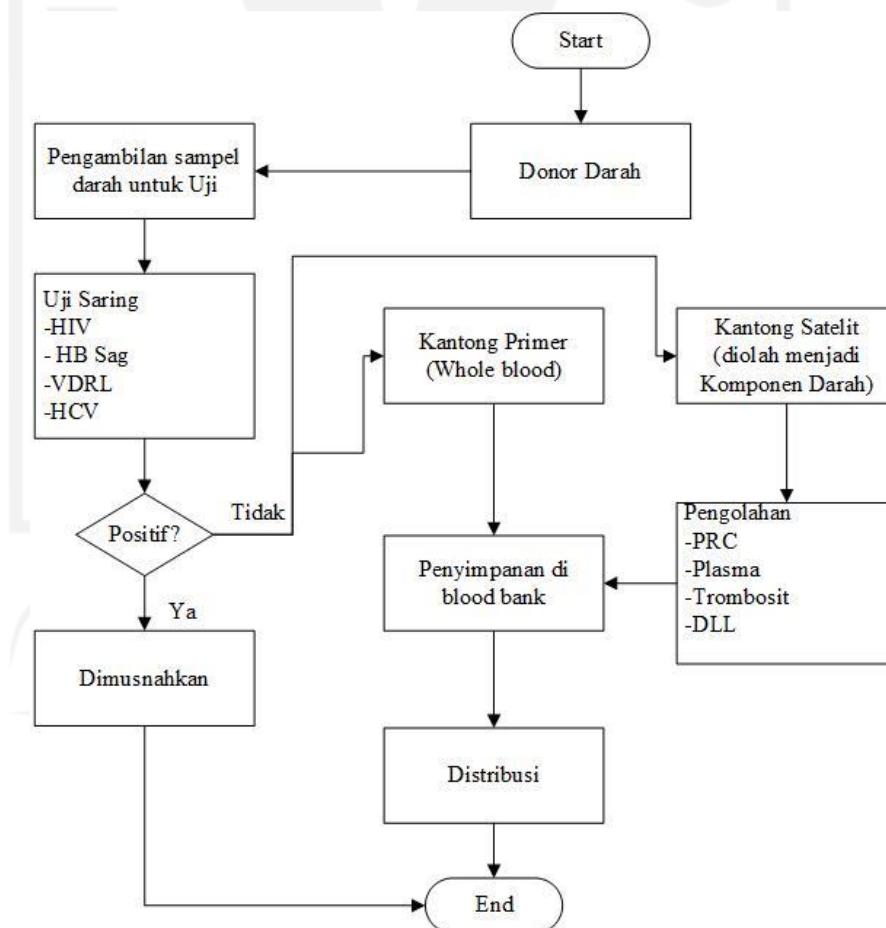 Start
Donor Darah
Pengambilan sampel
darah untuk Uji
Uji Saring
-HIV
- HB Sag
-VDRL
-HCV
Positif?
Tidak
Ya
Dimusnahkan
Kantong Primer
(Whole blood)
Kantong Satelit
(diolah menjadi
Komponen Darah)
Pengolahan
-PRC
-Plasma
-Trombosit
-DLL
Penyimpanan di
blood bank
Distribusi
End